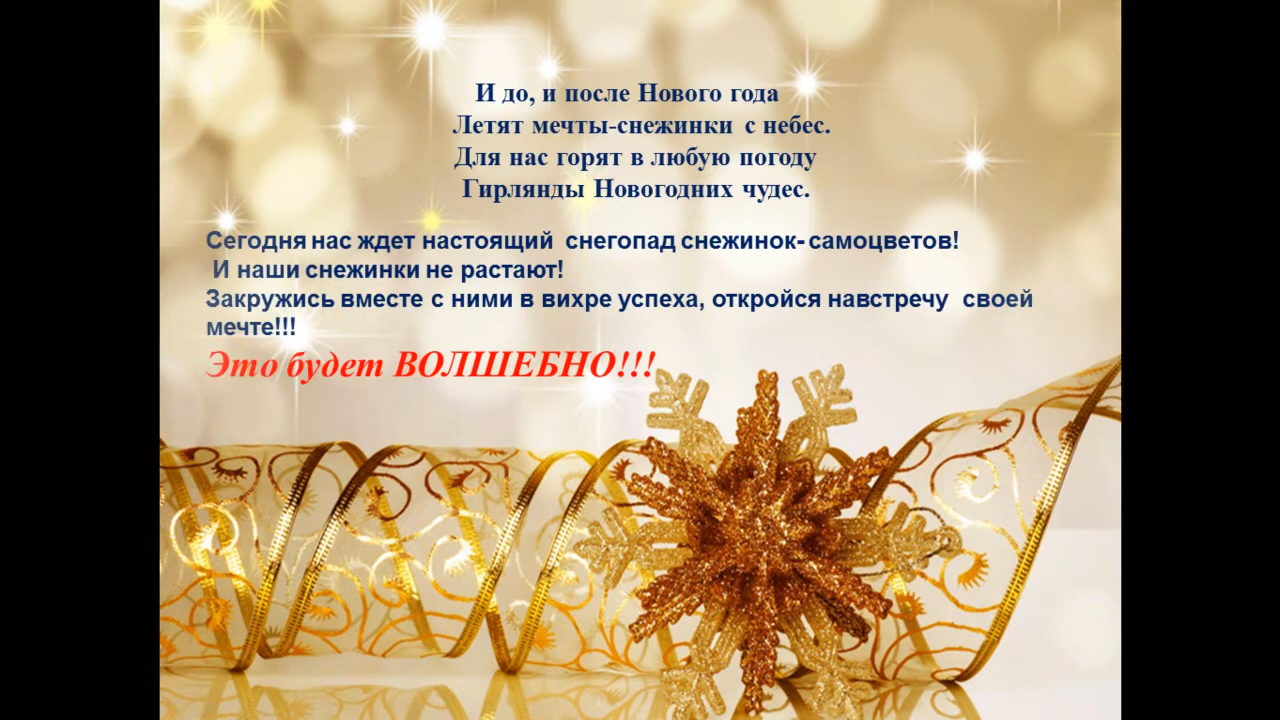 И до, и после Нового года
Летят мечты-снежинки с небес.
Для нас горят в любую погоду
Гирлянды Новогодних чудес.
Сегодня нас ждет настоящий снегопад снежинок- самоцветов!
И наши снежинки не растают!
Закружись вместе с ними в вихре успеха, откройся навстречу своей
мечте!!!
Это будет ВОЛШЕБНО!!!